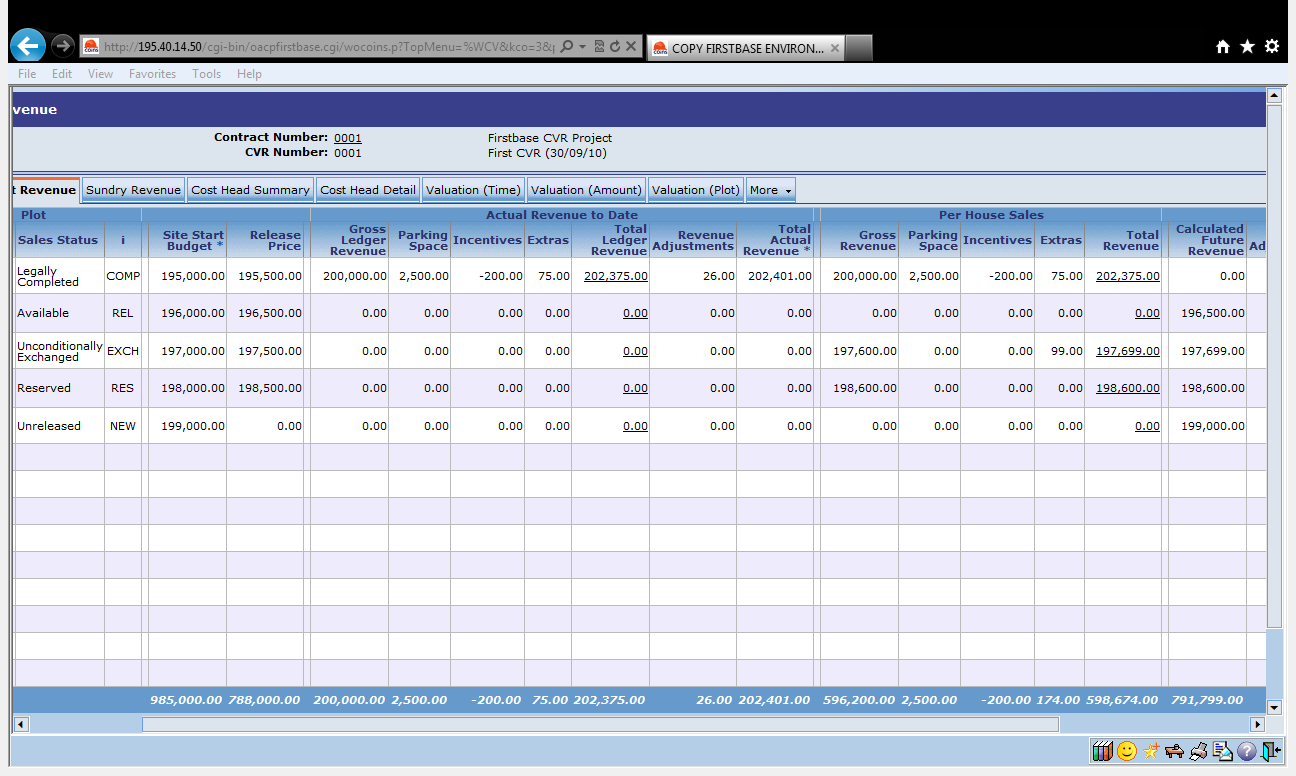 http://195.40.14.50/cgi-bin/oacpfirstbase.cgi/wocoins.p?TopMenu=%WCV&kco=3& COPY FIRSTBASE ENVIRON...
File Edit View Favorites Tools Help
venue
Contract Number: 0001 Firstbase CVR Project
CVR Number: 0001 First CVR (30/09/10)
t Revenue Sundry Revenue Cost Head Summary Cost Head Detail Valuation (Time) Valuation (Amount) Valuation (Plot) More
Plot Actual Revenue to Date Per House Sales
Sales Status i Site Start Budget * Release Price Gross Ledger Revenue Parking Space Incentives Extras Total Ledger Revenue Revenue Adjustments Total Actual Revenue * Gross Revenue Parking Space Incentives Extras Total Revenue Calculated Future Revenue Ad
Legally Completed COMP 195,000.00 195,500.00 200,000.00 2,500.00 -200.00 75.00 202,375.00 26.00 202,401.00 200,000.00 2,500.00 -200.00 75.00 202,375.00 0.00
Available REL 196,000.00 196,500.00 0.00 0.00 0.00 0.00 0.00 0.00 0.00 0.00 0.00 0.00 0.00 0.00 196,500.00
Unconditionally Exchanged EXCH 197,000.00 197,500.00 0.00 0.00 0.00 0.00 0.00 0.00 0.00 197,600.00 0.00 0.00 99.00 197,699.00 197,699.00
Reserved RES 198,000.00 198,500.00 0.00 0.00 0.00 0.00 0.00 0.00 0.00 198,600.00 0.00 0.00 0.00 198,600.00 198,600.00
Unreleased NEW 199,000.00 0.00 0.00 0.00 0.00 0.00 0.00 0.00 0.00 0.00 0.00 0.00 0.00 0.00 199,000.00
985,000.00 788,000.00 200,000.00 2,500.00 -200.00 75.00 202,375.00 26.00 202,401.00 596,200.00 2,500.00 -200.00 174.00 598,674.00 791,799.00